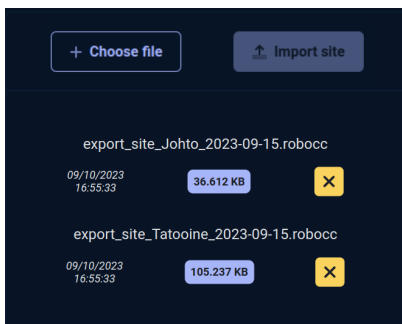 + Choose file
Import site
export_site_Johto_2023-09-15.robocc
09/10/2023
16:55:33
36.612 KB
export_site_Tatooine_2023-09-15.robocc
09/10/2023
16:55:33
105.237 KB